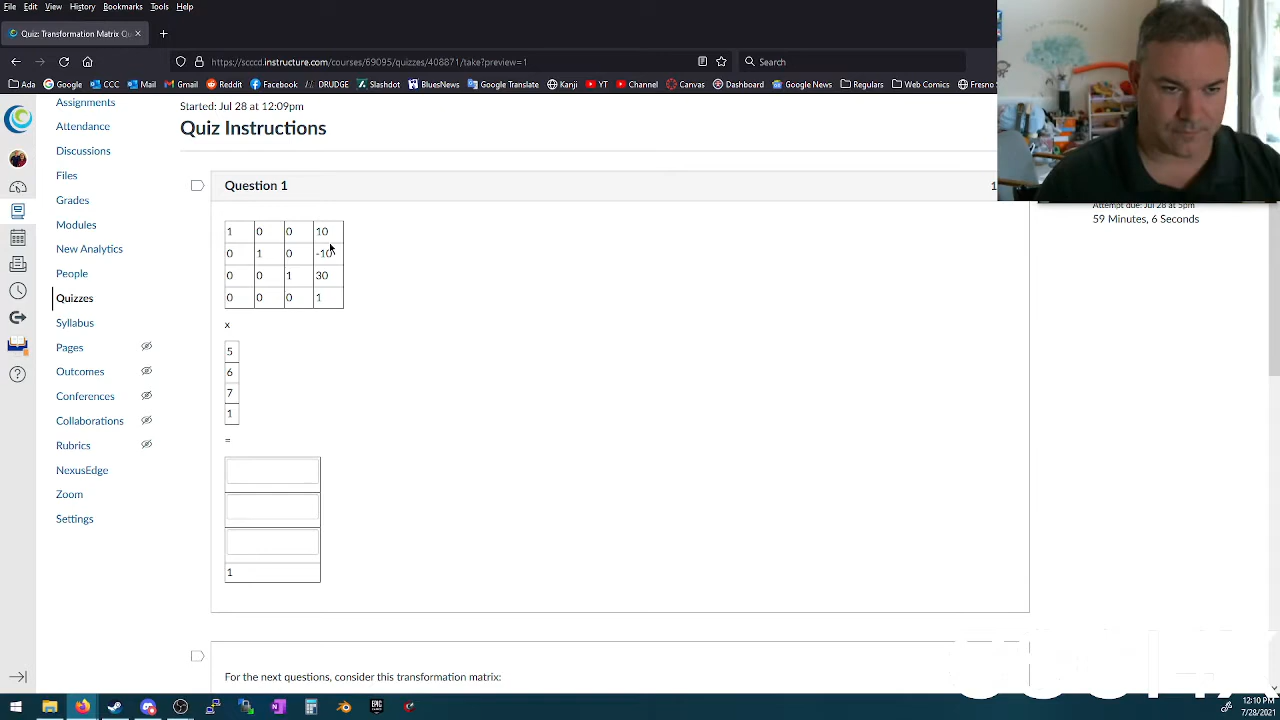 File Edit View History Bookmarks Tools Help
Quiz: Transformation Matrix Qu
https://scccd.instructure.com/courses/69095/quizzes/408871/take?preview=1
Search
Ada OL CCC Mail Gmail Reddit Facebook DRUDGE Slashdot BluesNews Google Translate Kanji YT Channel Canvas Dashboard Google News Regulars Web Comics Fresno
Assignments
Attendance
Discussions
Files
Grades
Modules
New Analytics
People
Quizzes
Syllabus
Pages
Outcomes
Conferences
Collaborations
Rubrics
NexusEdge
Zoom
Settings
Started: Jul 28 at 12:09pm
Quiz Instructions
Question 1
1
1 0 0 10
0 1 0 -10
0 0 1 30
0 0 0 1
x
5
6
7
1
=
1
For the next questions, consider this transformation matrix:
Attempt due: Jul 28 at 5pm
59 Minutes, 6 Seconds
12:10 PM
7/28/2021